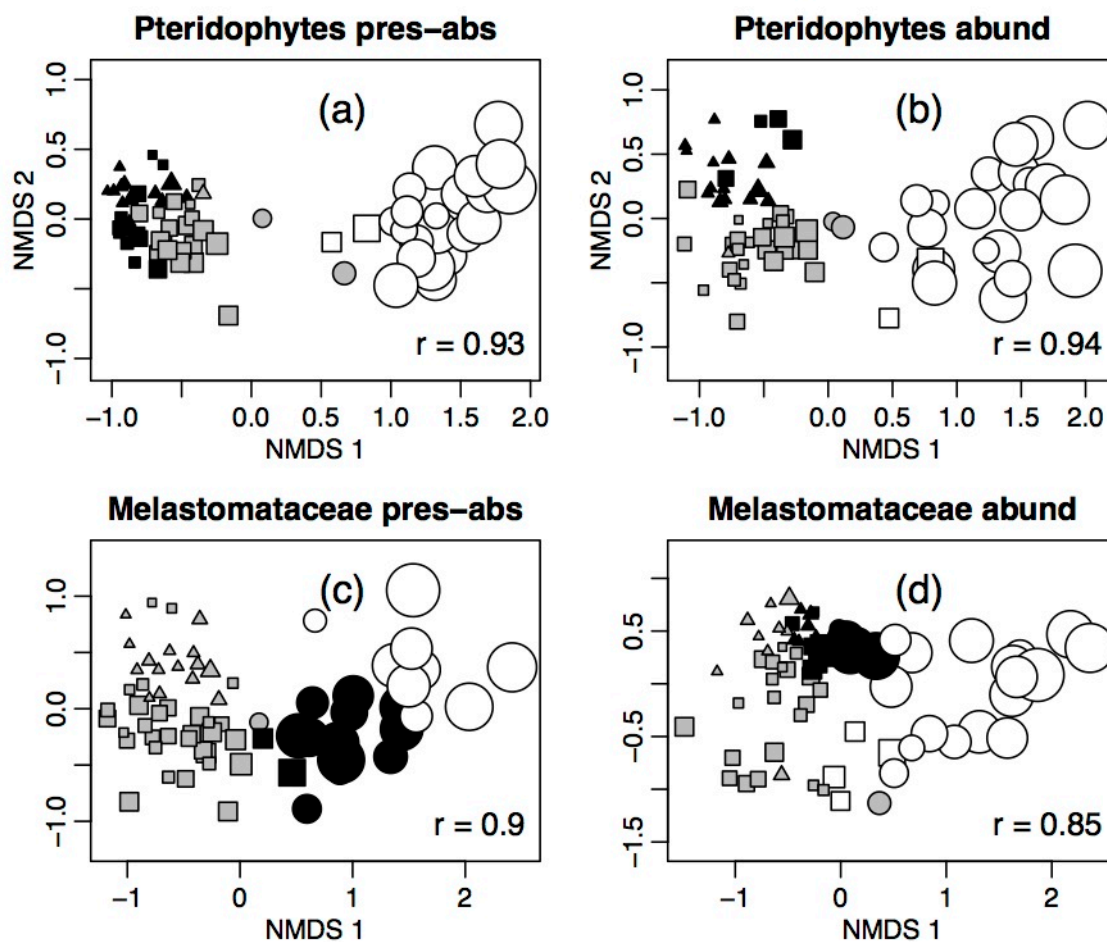 Pteridophytes pres-abs
(a)
1.0
0.5
0.0
-1.0
NMDS 2
r = 0.93
-1.0 0.0 0.5 1.0 1.5 2.0
NMDS 1
Pteridophytes abund
(b)
1.0
0.5
0.0
-1.0
NMDS 2
r = 0.94
-1.0 0.0 0.5 1.0 1.5 2.0
NMDS 1
Melastomataceae pres-abs
(c)
1.0
0.0
-1.0
r = 0.9
-1 0 1 2
NMDS 1
Melastomataceae abund
(d)
0.5
-0.5
-1.5
r = 0.85
-1 0 1 2
NMDS 1